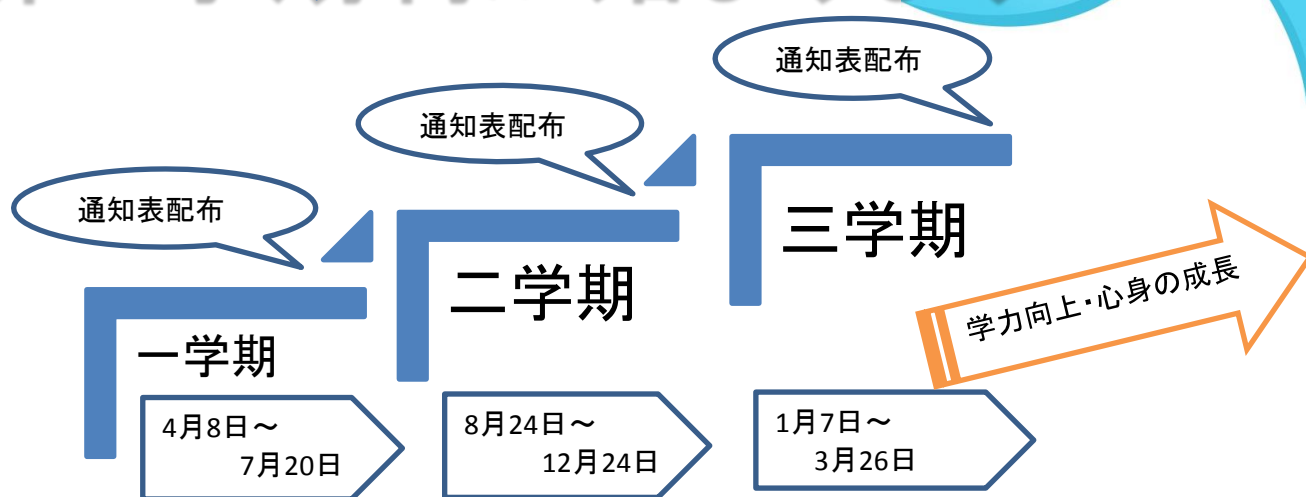 通知表配布
通知表配布
通知表配布
三学期
二学期
一学期
学力向上・心身の成長
4月8日～
7月20日
8月24日～
12月24日
1月7日～
3月26日